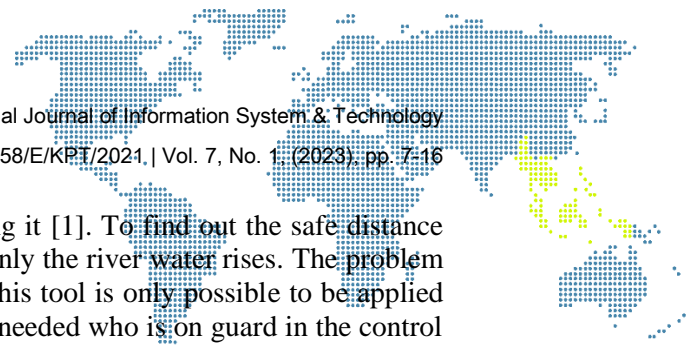 al Journal of Information System & Technology
58/E/KPT/2021 | Vol. 7, No. 1, (2023), pp. 7-16
g it [1]. To find out the safe distance
nly the river water rises. The problem
his tool is only possible to be applied
needed who is on guard in the control